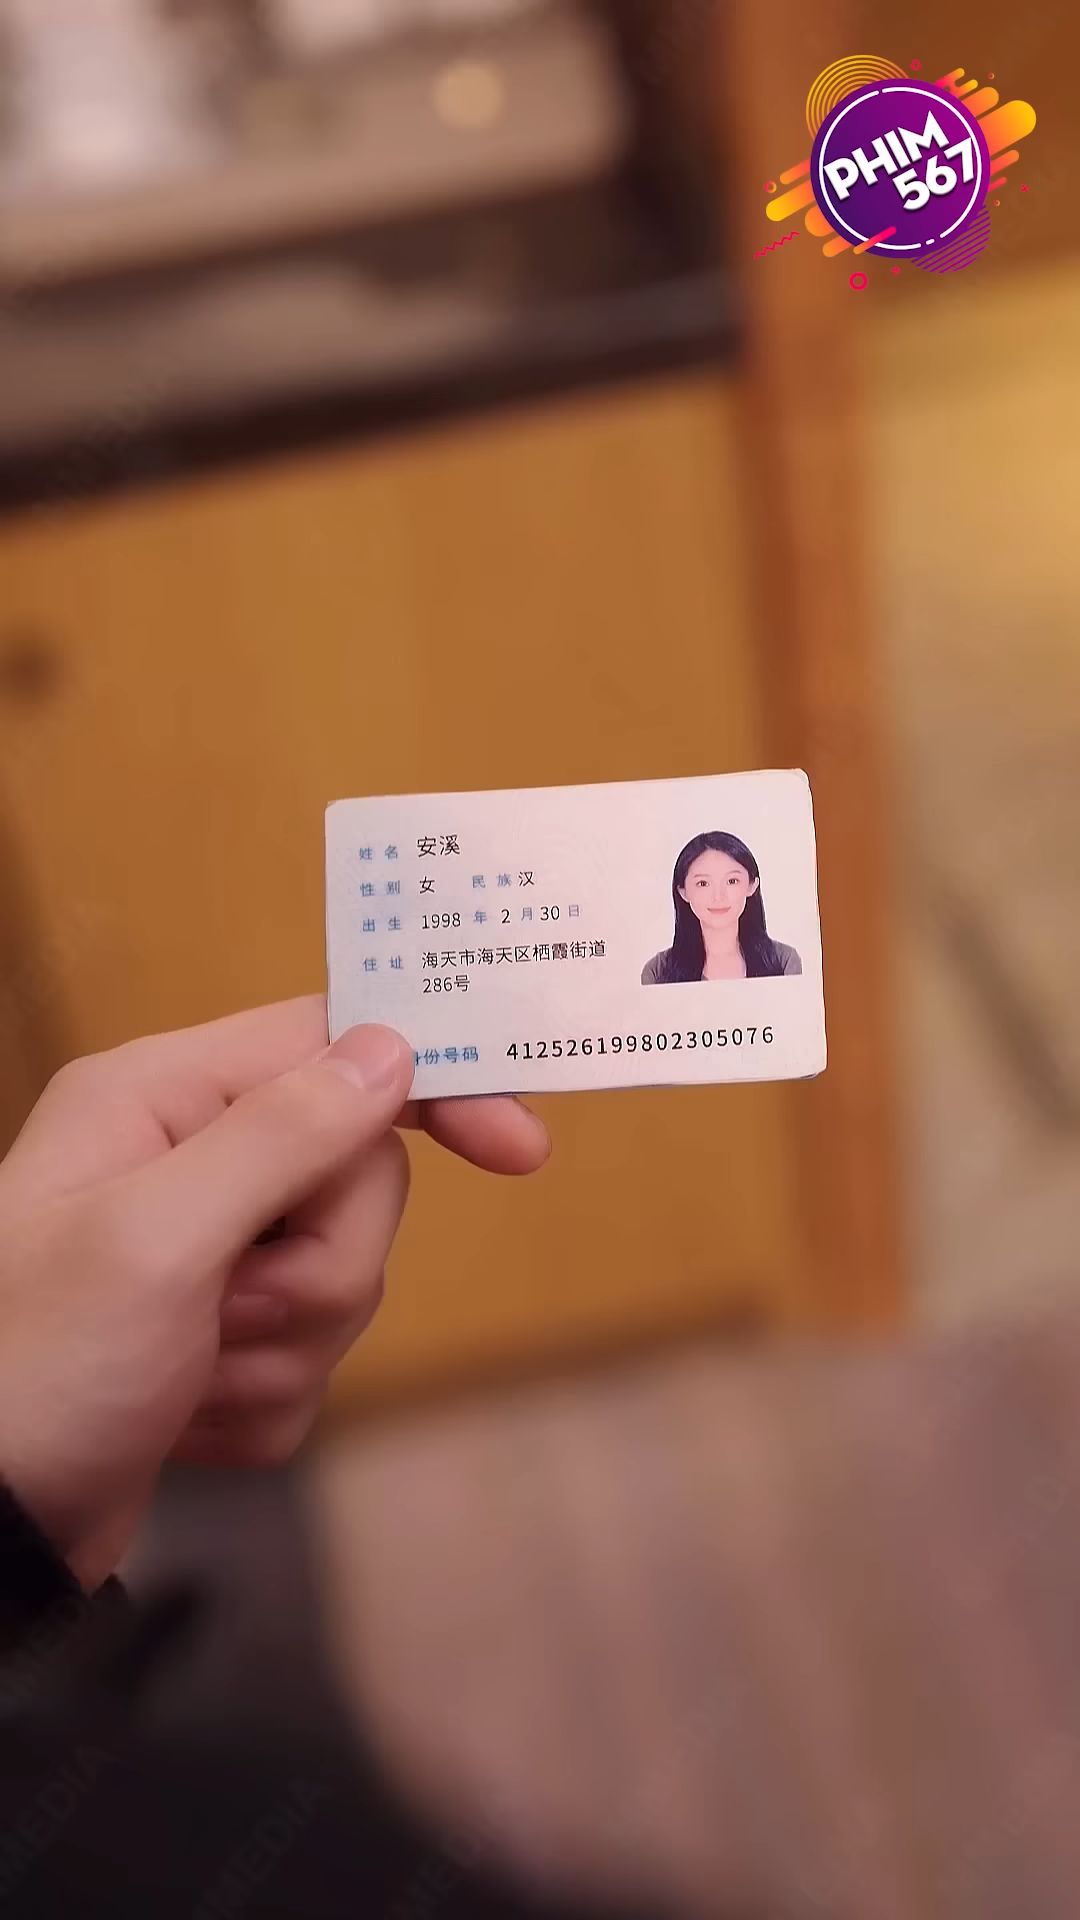 PHIM
567
姓名 安溪
性别 女 民族 汉
出生 1998 年 2 月 30 日
住址 海天市海天区栖霞街道
286号
份号码 412526199802305076